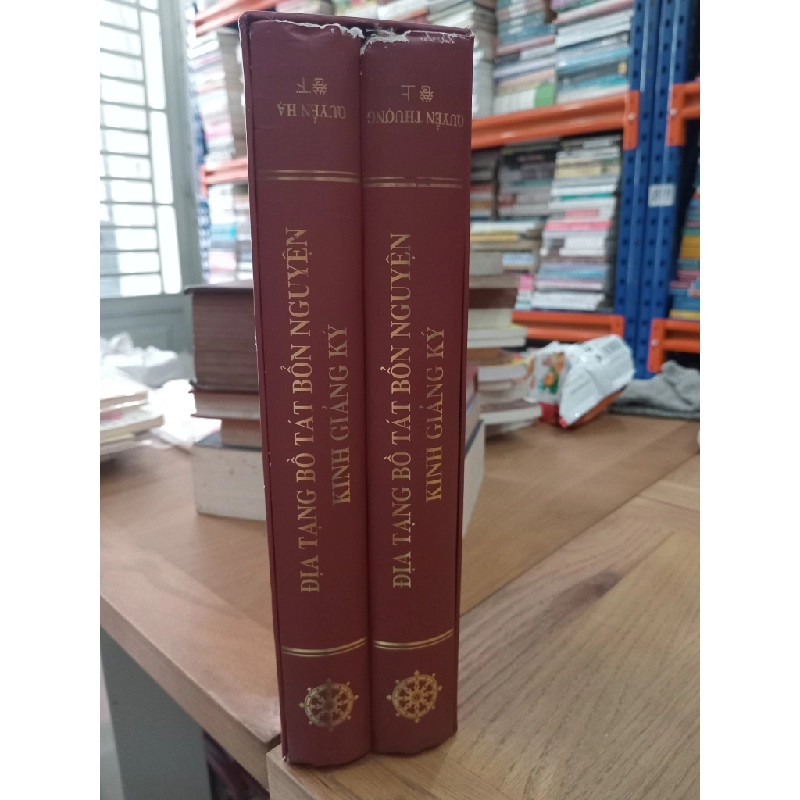 QUYỂN HẠ
卷下
ĐỊA TẠNG BỒ TÁT BỔN NGUYỆN
KINH GIẢNG KÝ
QUYỂN THƯỢNG
卷上
ĐỊA TẠNG BỒ TÁT BỔN NGUYỆN
KINH GIẢNG KÝ